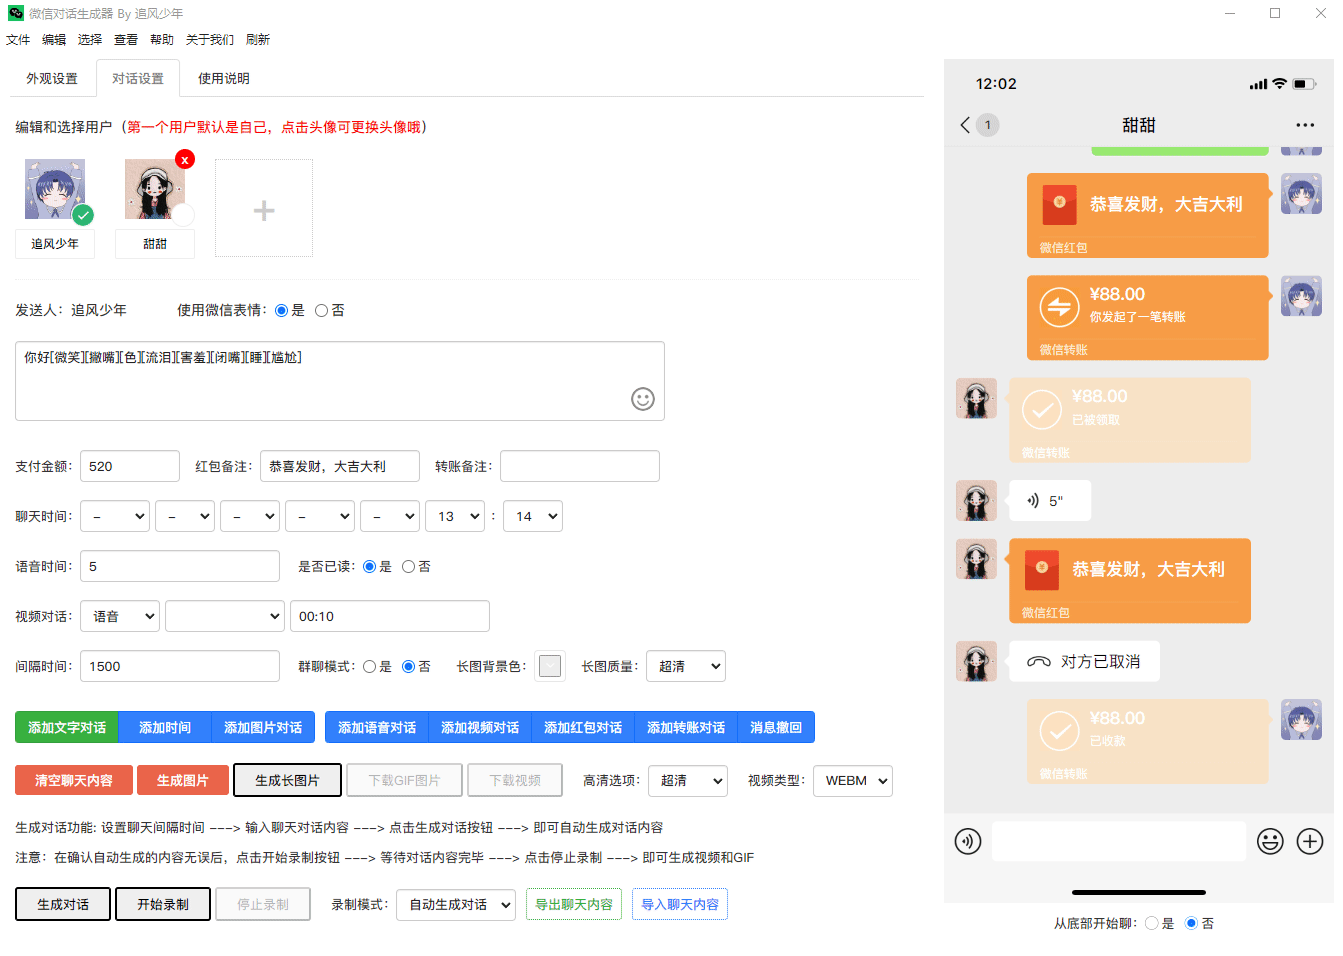 微信对话生成器 By 追风少年
文件 编辑 选择 查看 帮助 关于我们 刷新
外观设置 对话设置 使用说明
编辑和选择用户（第一个用户默认是自己，点击头像可更换头像哦）
x
追风少年 甜甜
发送人：追风少年 使用微信表情： 是 否
你好[微笑][撇嘴][色][流泪][害羞][闭嘴][睡][尴尬]
支付金额： 520 红包备注： 恭喜发财，大吉大利 转账备注：
聊天时间： – – – – – 13 : 14
语音时间： 5 是否已读： 是 否
视频对话： 语音 00:10
间隔时间： 1500 群聊模式： 是 否 长图背景色： 长图质量： 超清
添加文字对话 添加时间 添加图片对话 添加语音对话 添加视频对话 添加红包对话 添加转账对话 消息撤回
清空聊天内容 生成图片 生成长图片 下载GIF图片 下载视频 高清选项： 超清 视频类型： WEBM
生成对话功能: 设置聊天间隔时间 ---> 输入聊天对话内容 ---> 点击生成对话按钮 ---> 即可自动生成对话内容
注意：在确认自动生成的内容无误后，点击开始录制按钮 ---> 等待对话内容完毕 ---> 点击停止录制 ---> 即可生成视频和GIF
生成对话 开始录制 停止录制 录制模式： 自动生成对话 导出聊天内容 导入聊天内容
12:02
1 甜甜
恭喜发财，大吉大利
微信红包
¥88.00
你发起了一笔转账
微信转账
¥88.00
已被领取
微信转账
5"
恭喜发财，大吉大利
微信红包
对方已取消
¥88.00
已收款
微信转账
从底部开始聊： 是 否